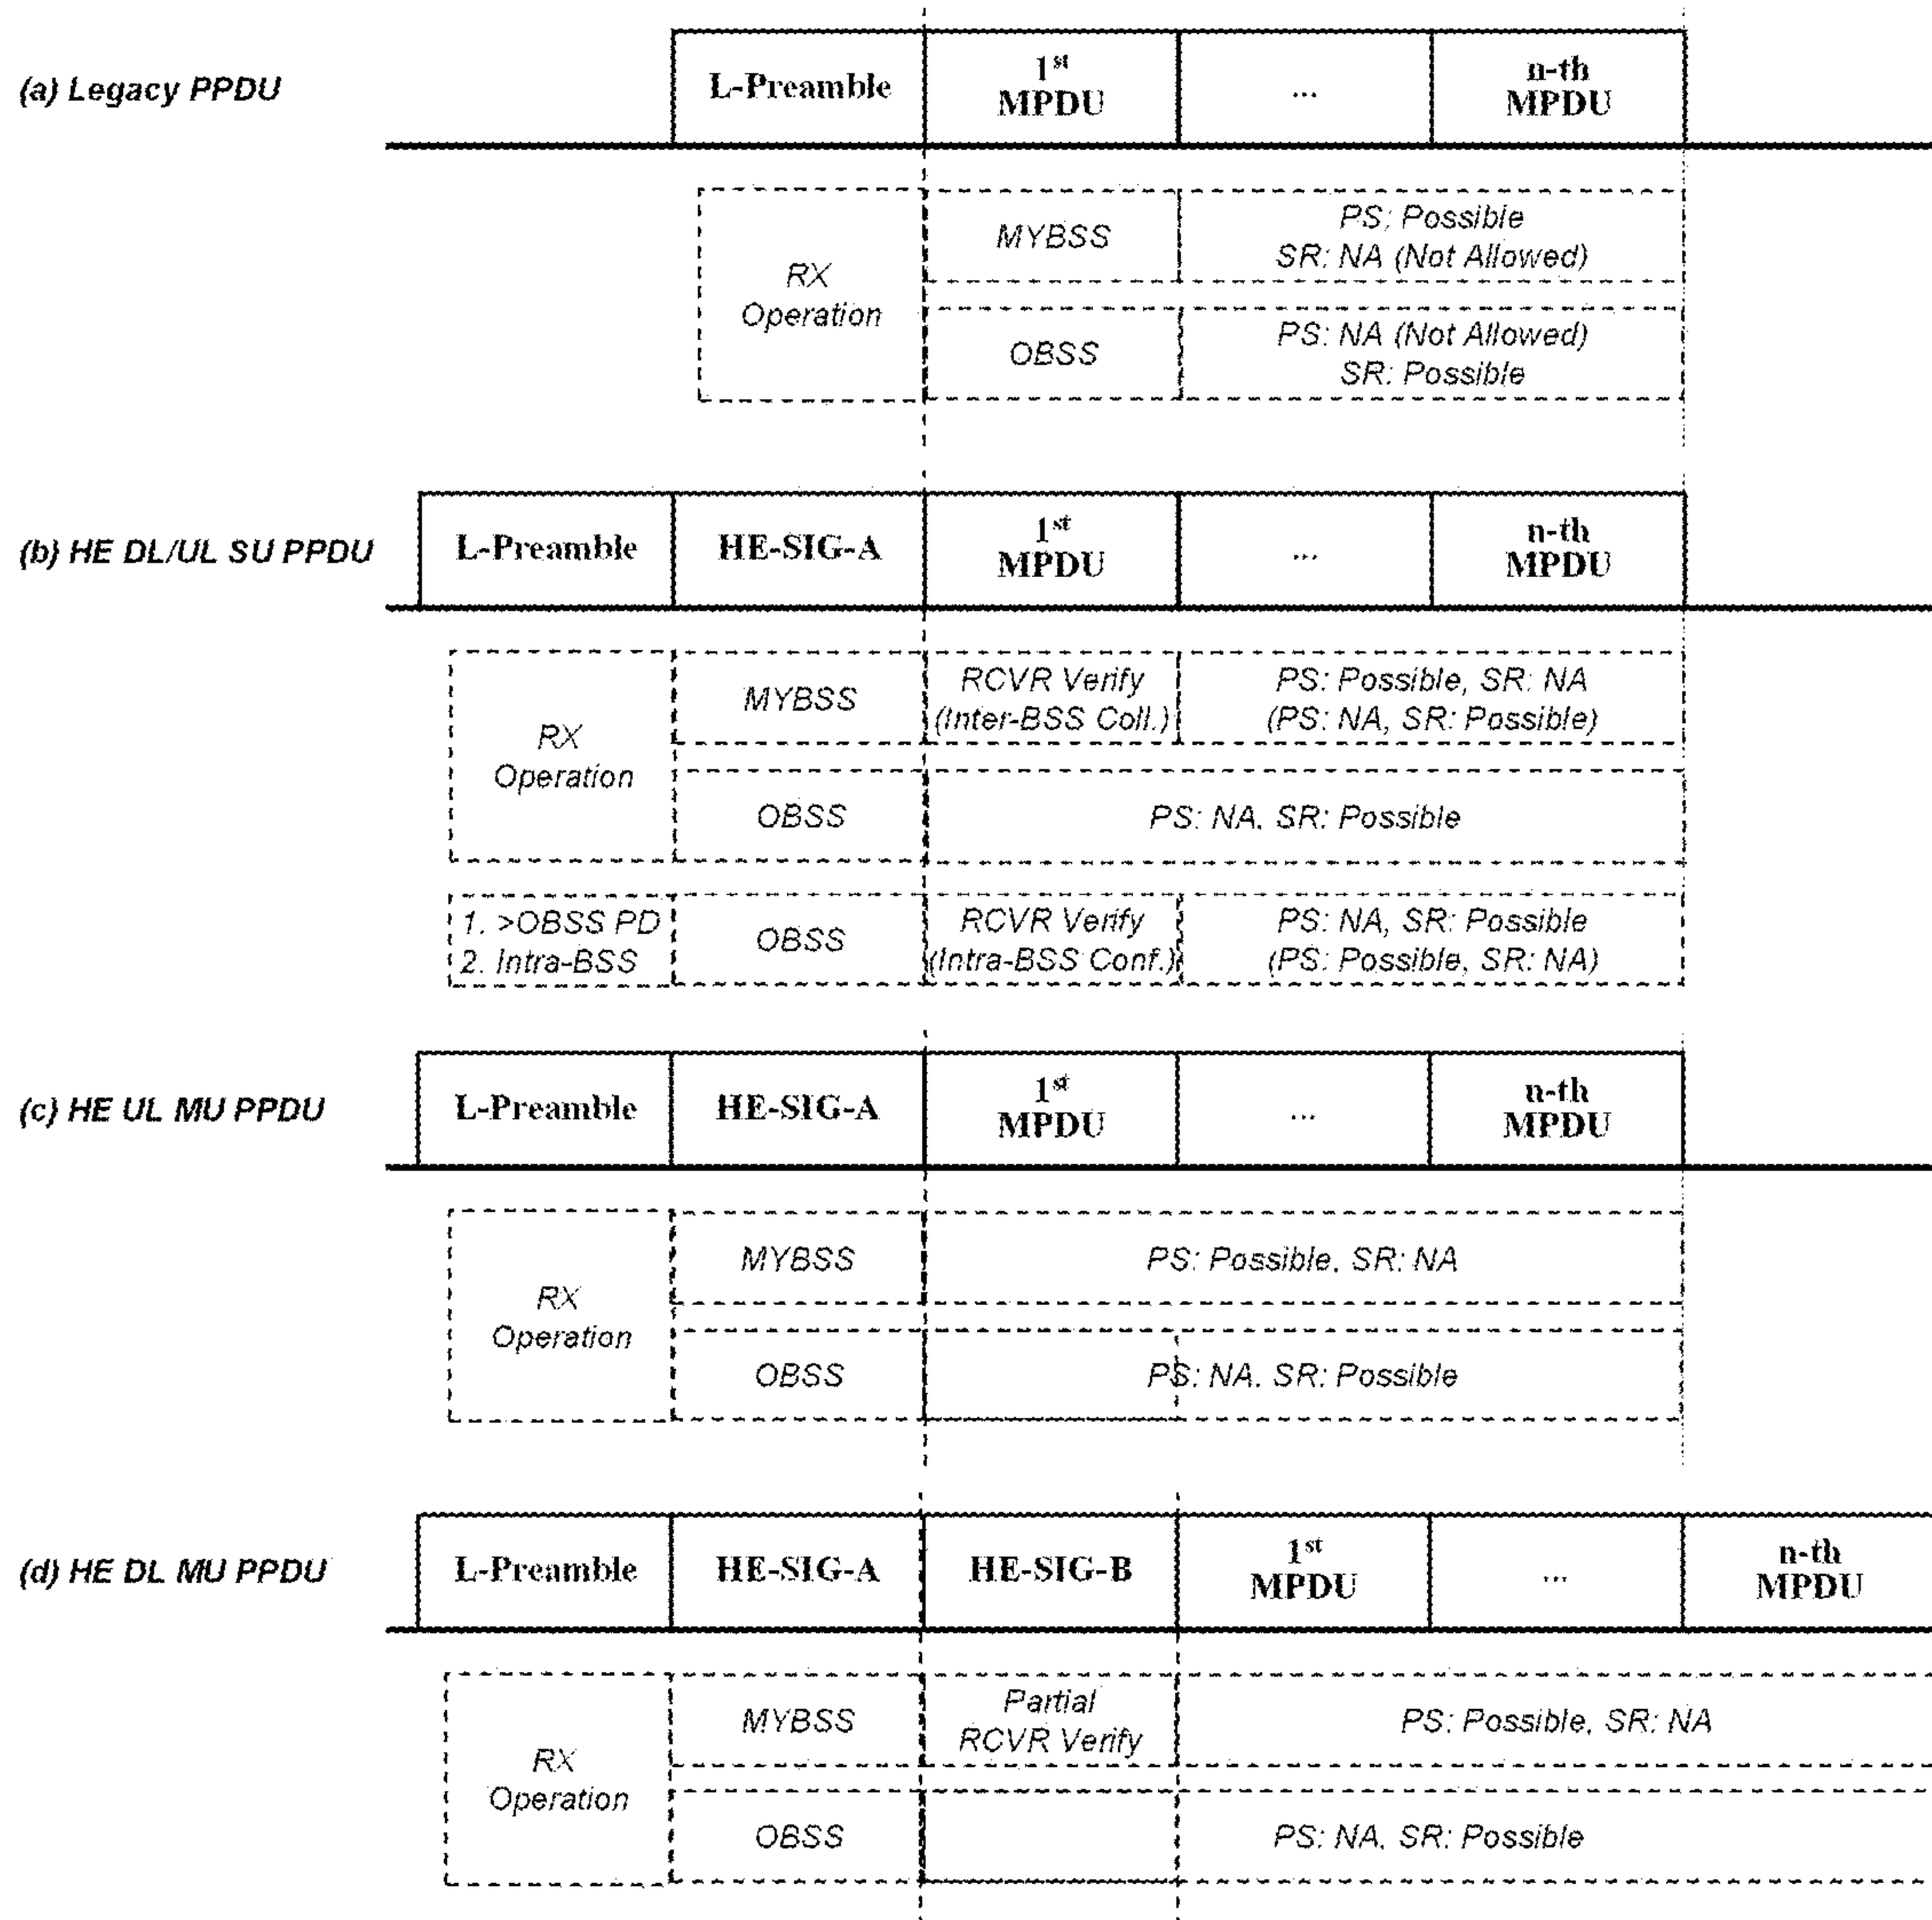 (a) Legacy PPDU
L-Preamble
1st
MPDU
...
n-th
MPDU
RX
Operation
MYBSS
PS: Possible
SR: NA (Not Allowed)
OBSS
PS: NA (Not Allowed)
SR: Possible
(b) HE DL/UL SU PPDU
L-Preamble
HE-SIG-A
1st
MPDU
...
n-th
MPDU
RX
Operation
MYBSS
RCVR Verify
(Inter-BSS Coll.)
PS: Possible, SR: NA
(PS: NA, SR: Possible)
OBSS
PS: NA, SR: Possible
1. >OBSS PD
2. Intra-BSS
OBSS
RCVR Verify
(Intra-BSS Conf.)
PS: NA, SR: Possible
(PS: Possible, SR: NA)
(c) HE UL MU PPDU
L-Preamble
HE-SIG-A
1st
MPDU
...
n-th
MPDU
RX
Operation
MYBSS
PS: Possible, SR: NA
OBSS
PS: NA, SR: Possible
(d) HE DL MU PPDU
L-Preamble
HE-SIG-A
HE-SIG-B
1st
MPDU
...
n-th
MPDU
RX
Operation
MYBSS
Partial
RCVR Verify
PS: Possible, SR: NA
OBSS
PS: NA, SR: Possible